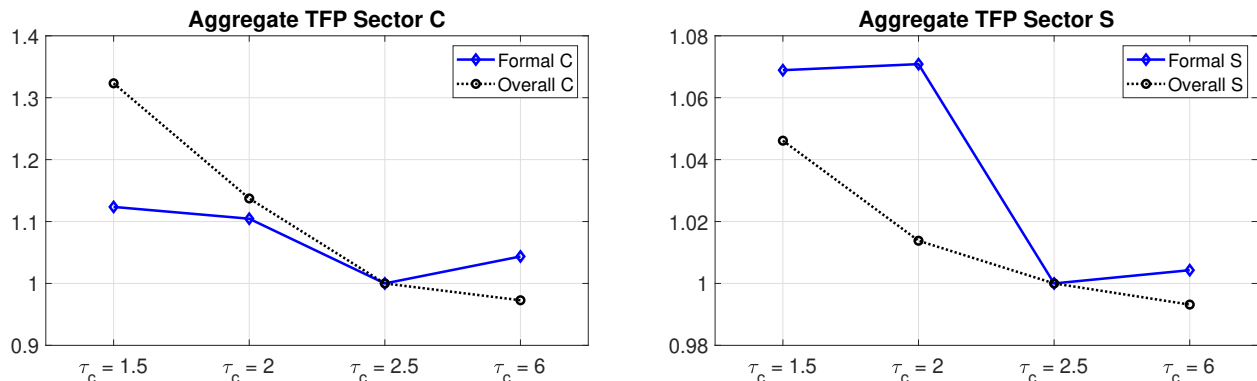 Aggregate TFP Sector C
1.4
1.3
1.2
1.1
1
0.9
Formal C
Overall C
τc = 1.5
τc = 2
τc = 2.5
τc = 6
Aggregate TFP Sector S
1.08
1.06
1.04
1.02
1
0.98
Formal S
Overall S
τc = 1.5
τc = 2
τc = 2.5
τc = 6